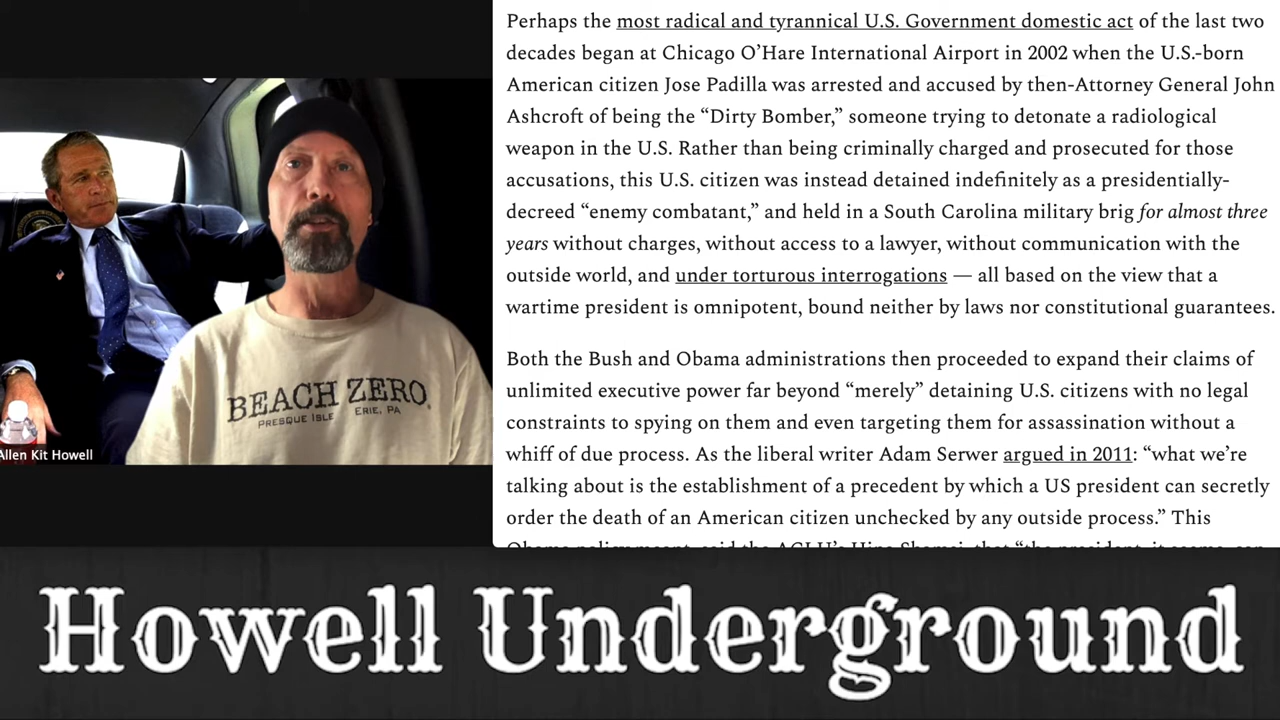 Perhaps the most radical and tyrannical U.S. Government domestic act of the last two
decades began at Chicago O’Hare International Airport in 2002 when the U.S.-born
American citizen Jose Padilla was arrested and accused by then-Attorney General John
Ashcroft of being the “Dirty Bomber,” someone trying to detonate a radiological
weapon in the U.S. Rather than being criminally charged and prosecuted for those
accusations, this U.S. citizen was instead detained indefinitely as a presidentially-
decreed “enemy combatant,” and held in a South Carolina military brig for almost three
years without charges, without access to a lawyer, without communication with the
outside world, and under torturous interrogations — all based on the view that a
wartime president is omnipotent, bound neither by laws nor constitutional guarantees.
Both the Bush and Obama administrations then proceeded to expand their claims of
unlimited executive power far beyond “merely” detaining U.S. citizens with no legal
constraints to spying on them and even targeting them for assassination without a
whiff of due process. As the liberal writer Adam Serwer argued in 2011: “what we’re
talking about is the establishment of a precedent by which a US president can secretly
order the death of an American citizen unchecked by any outside process.” This
BEACH ZERO
PRESQUE ISLE ERIE, PA
Allen Kit Howell
Howell Underground